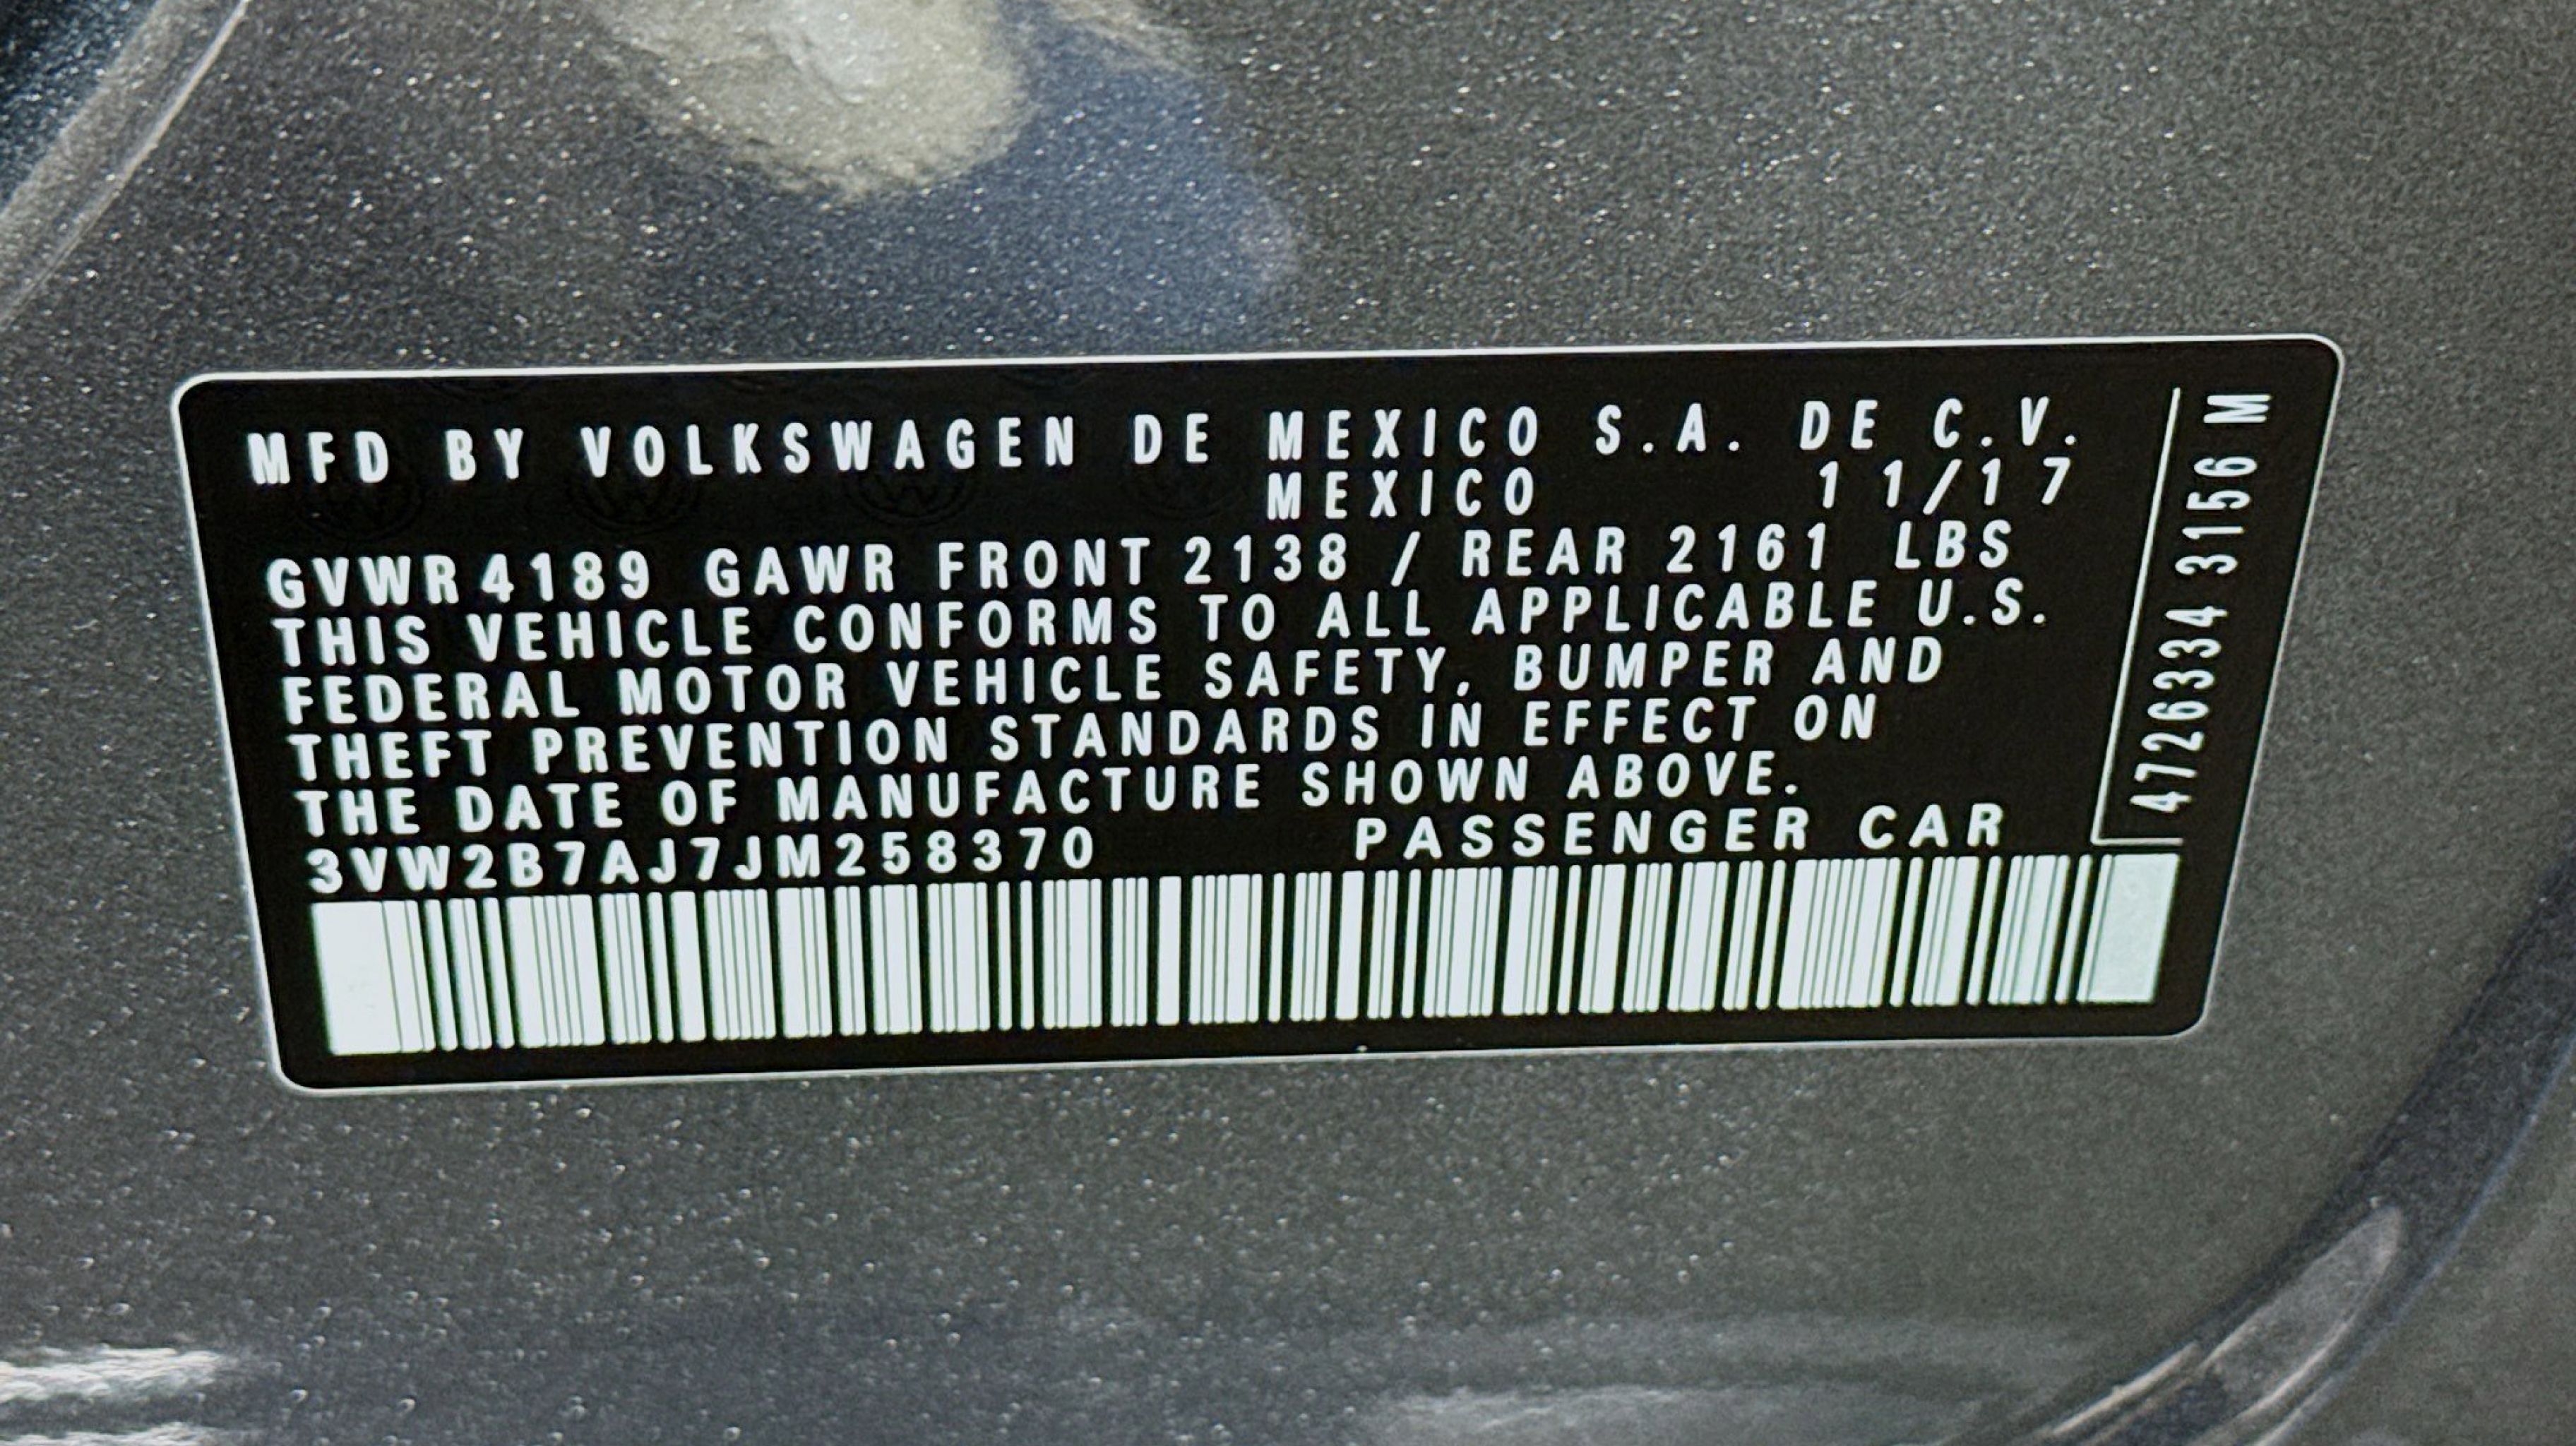 MFD BY VOLKSWAGEN DE MEXICO S.A. DE C.V.
MEXICO 11/17
GVWR 4189 GAWR FRONT 2138 / REAR 2161 LBS
THIS VEHICLE CONFORMS TO ALL APPLICABLE U.S.
FEDERAL MOTOR VEHICLE SAFETY, BUMPER AND
THEFT PREVENTION STANDARDS IN EFFECT ON
THE DATE OF MANUFACTURE SHOWN ABOVE.
3VW2B7AJ7JM258370 PASSENGER CAR
4726334 3156 M